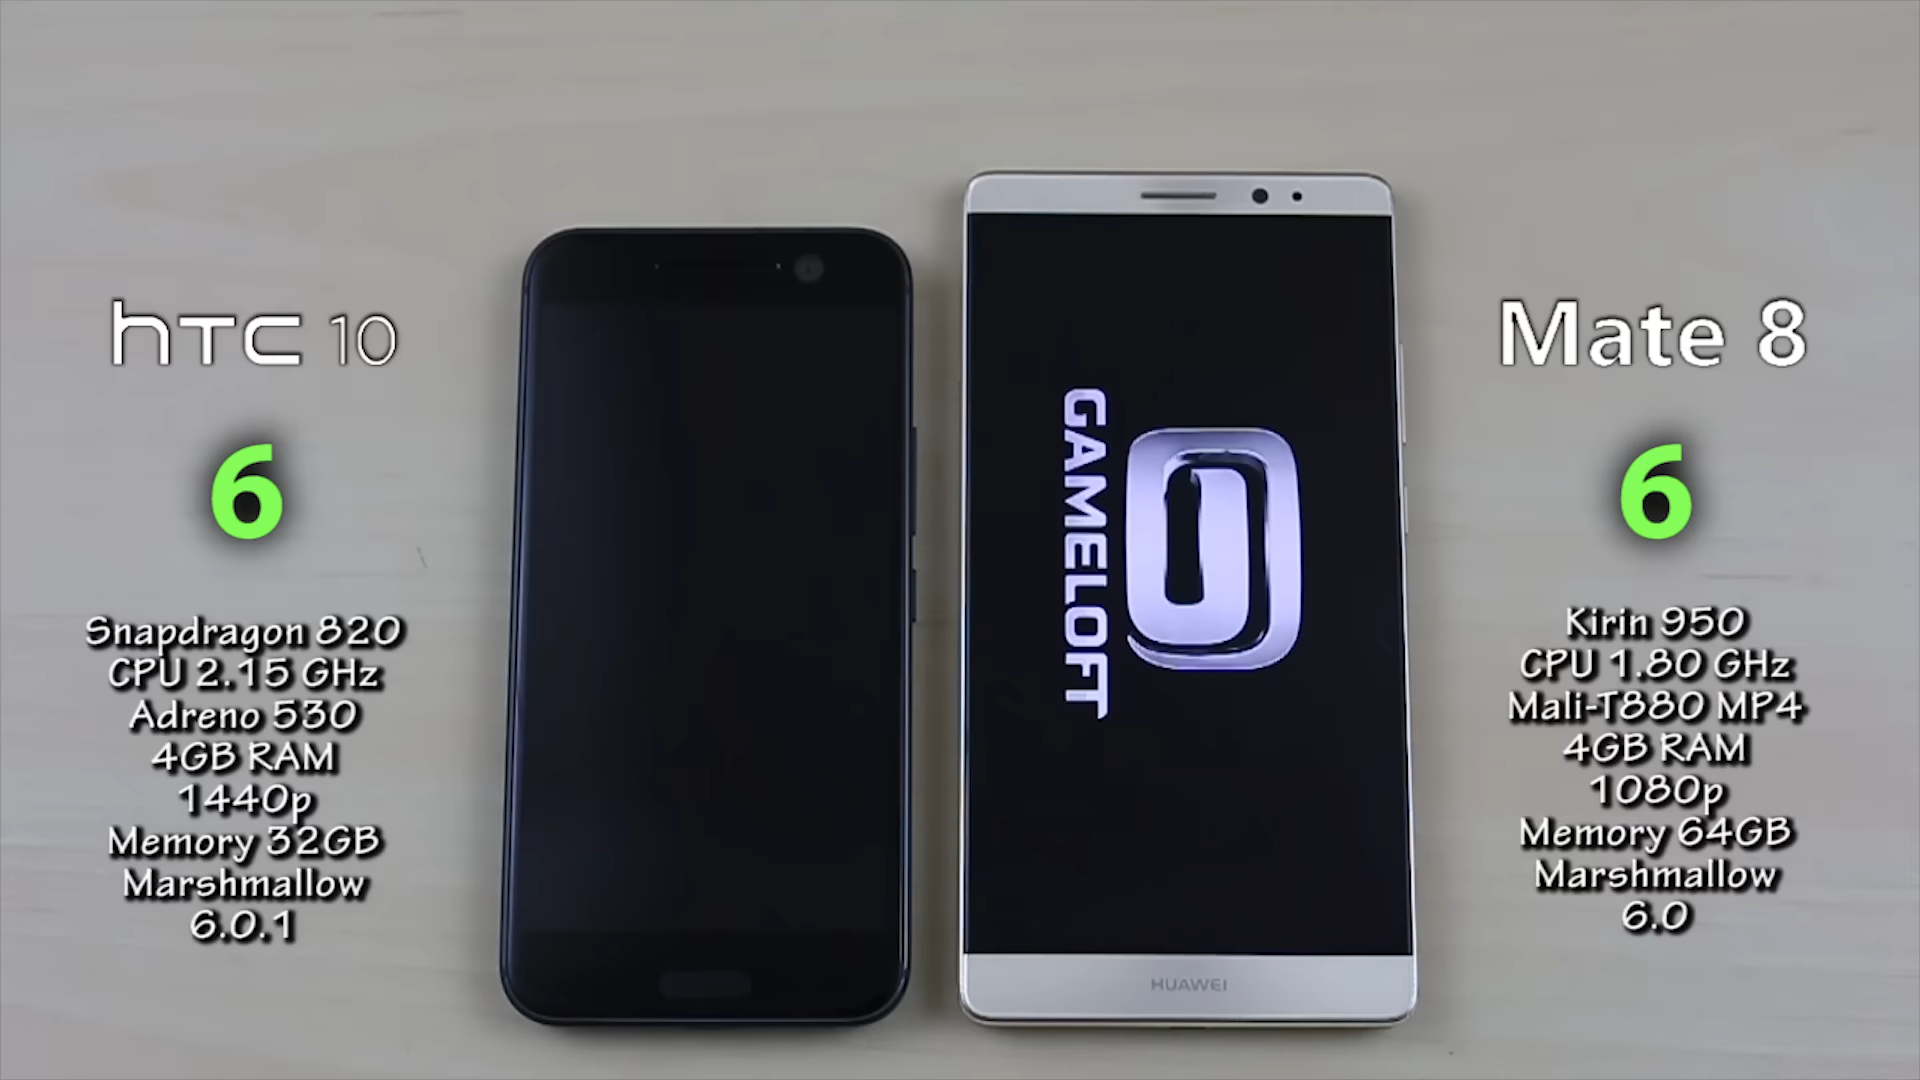 hTC 10
6
Snapdragon 820
CPU 2.15 GHz
Adreno 530
4GB RAM
1440p
Memory 32GB
Marshmallow
6.0.1
GAMELOFT
HUAWEI
Mate 8
6
Kirin 950
CPU 1.80 GHz
Mali-T880 MP4
4GB RAM
1080p
Memory 64GB
Marshmallow
6.0